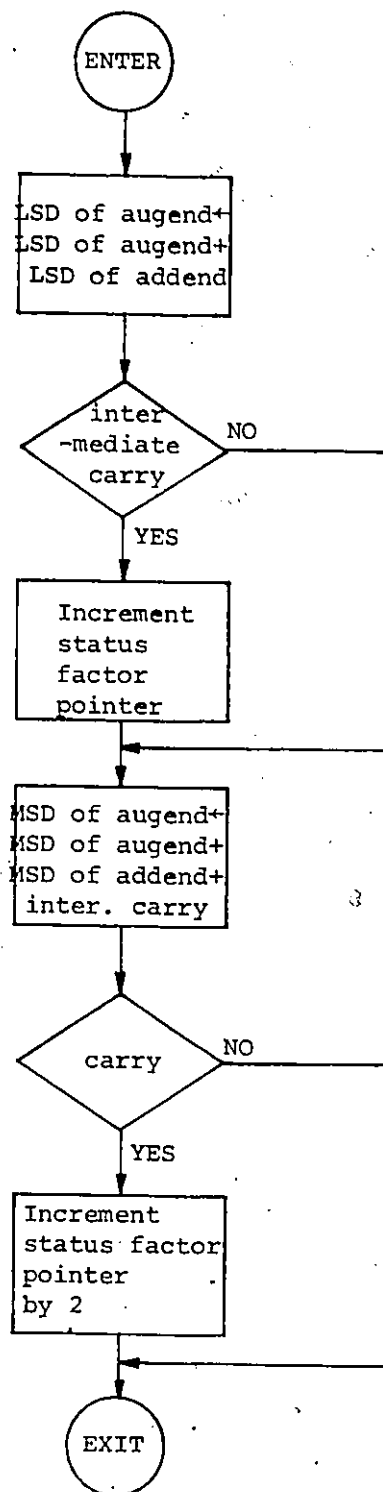 ENTER
LSD of augend←
LSD of augend+
LSD of addend
inter
-mediate
carry
NO
YES
Increment
status
factor
pointer
MSD of augend←
MSD of augend+
MSD of addend+
inter. carry
carry
NO
YES
Increment
status factor
pointer
by 2
EXIT